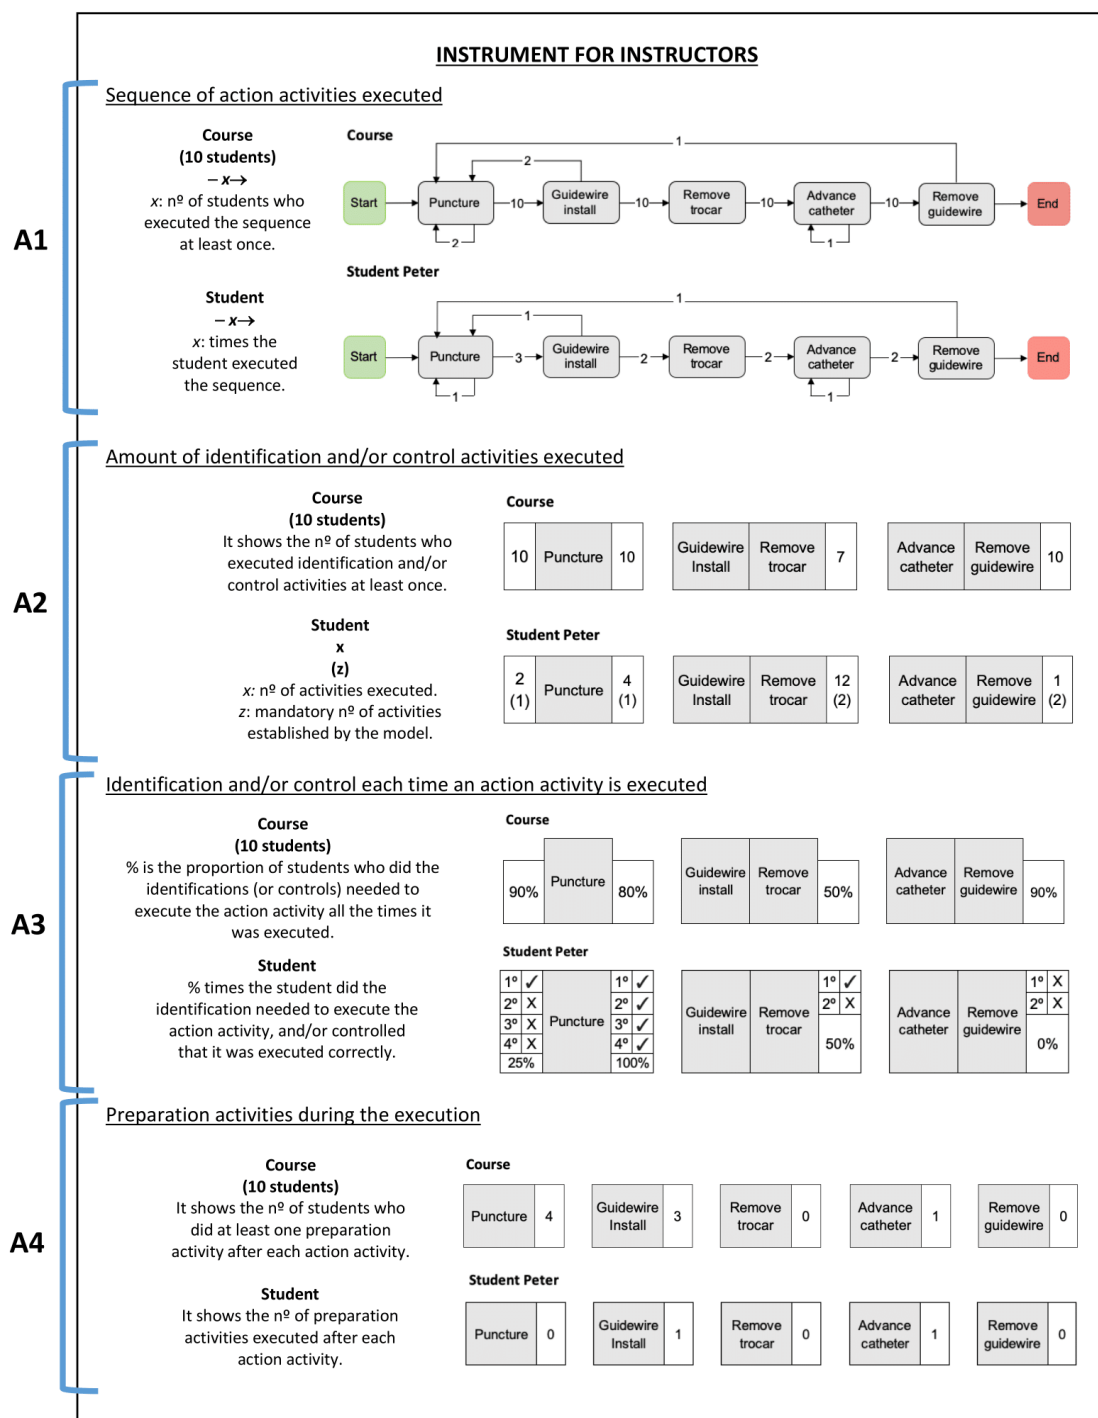 INSTRUMENT FOR INSTRUCTORS
A1
Sequence of action activities executed
Course
(10 students)
– x→
x: nº of students who
executed the sequence
at least once.
Course
1
2
Start
Puncture
10
Guidewire
install
10
Remove
trocar
10
Advance
catheter
10
Remove
guidewire
End
2
1
Student
– x→
x: times the
student executed
the sequence.
Student Peter
1
1
Start
Puncture
3
Guidewire
install
2
Remove
trocar
2
Advance
catheter
2
Remove
guidewire
End
1
1
A2
Amount of identification and/or control activities executed
Course
(10 students)
It shows the nº of students who
executed identification and/or
control activities at least once.
Course
10
Puncture
10
Guidewire
Install
Remove
trocar
7
Advance
catheter
Remove
guidewire
10
Student
x
(z)
x: nº of activities executed.
z: mandatory nº of activities
established by the model.
Student Peter
2
(1)
Puncture
4
(1)
Guidewire
Install
Remove
trocar
12
(2)
Advance
catheter
Remove
guidewire
1
(2)
A3
Identification and/or control each time an action activity is executed
Course
(10 students)
% is the proportion of students who did the
identifications (or controls) needed to
execute the action activity all the times it
was executed.
Course
90%
Puncture
80%
Guidewire
install
Remove
trocar
50%
Advance
catheter
Remove
guidewire
90%
Student
% times the student did the
identification needed to execute the
action activity, and/or controlled
that it was executed correctly.
Student Peter
1º ✓
2º X
3º X
4º X
25%
Puncture
1º ✓
2º ✓
3º ✓
4º ✓
100%
Guidewire
install
Remove
trocar
1º ✓
2º X
50%
Advance
catheter
Remove
guidewire
1º X
2º X
0%
A4
Preparation activities during the execution
Course
(10 students)
It shows the nº of students who
did at least one preparation
activity after each action activity.
Course
Puncture
4
Guidewire
Install
3
Remove
trocar
0
Advance
catheter
1
Remove
guidewire
0
Student
It shows the nº of preparation
activities executed after each
action activity.
Student Peter
Puncture
0
Guidewire
Install
1
Remove
trocar
0
Advance
catheter
1
Remove
guidewire
0